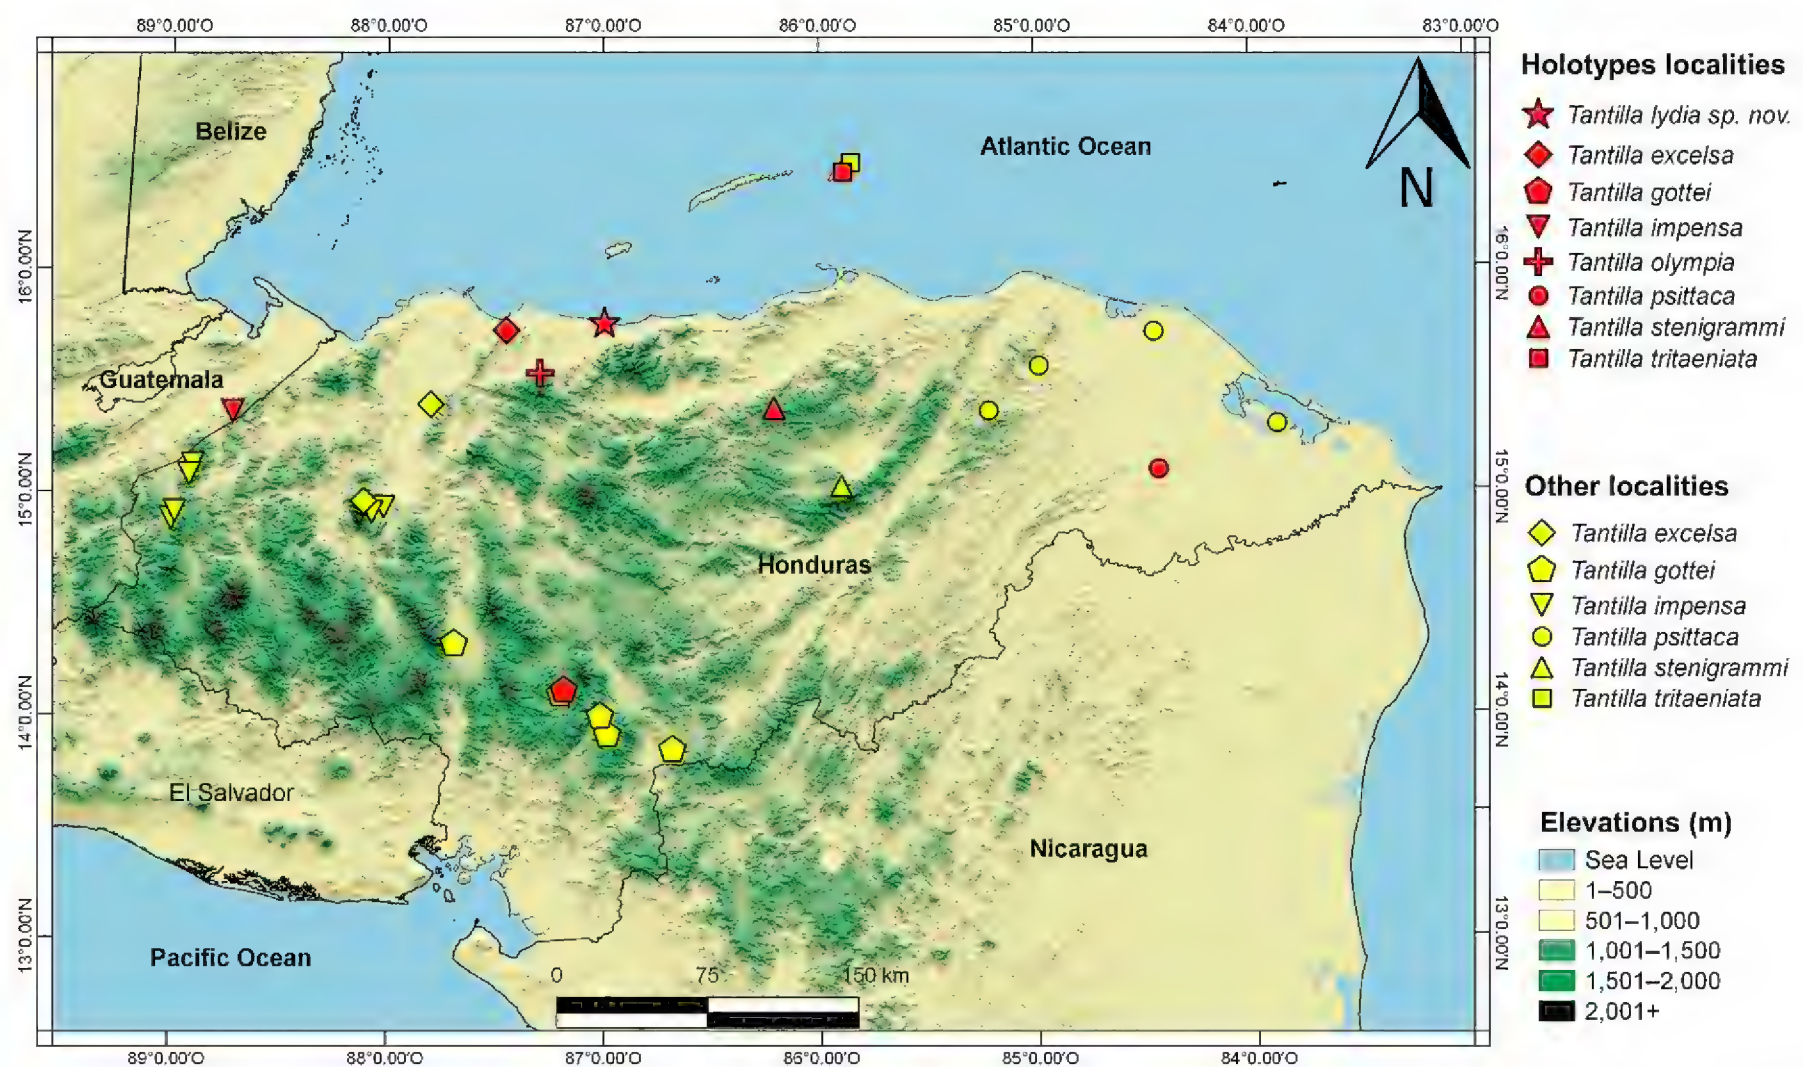 89°0.00'O 88°0.00'O 87°0.00'O 86°0.00'O 85°0.00'O 84°0.00'O 83°0.00'O
Holotypes localities
Tantilla lydia sp. nov.
Tantilla excelsa
Tantilla gottei
Tantilla impensa
Tantilla olympia
Tantilla psittaca
Tantilla stenigrammi
Tantilla tritaeniata
Other localities
Tantilla excelsa
Tantilla gottei
Tantilla impensa
Tantilla psittaca
Tantilla stenigrammi
Tantilla tritaeniata
Elevations (m)
Sea Level
1–500
501–1,000
1,001–1,500
1,501–2,000
2,001+
Belize
Atlantic Ocean
N
Guatemala
Honduras
El Salvador
Nicaragua
Pacific Ocean
0 75 150 km
16°0.00'N
15°0.00'N
14°0.00'N
13°0.00'N
16°0.00'N
15°0.00'N
14°0.00'N
13°0.00'N
89°0.00'O 88°0.00'O 87°0.00'O 86°0.00'O 85°0.00'O 84°0.00'O